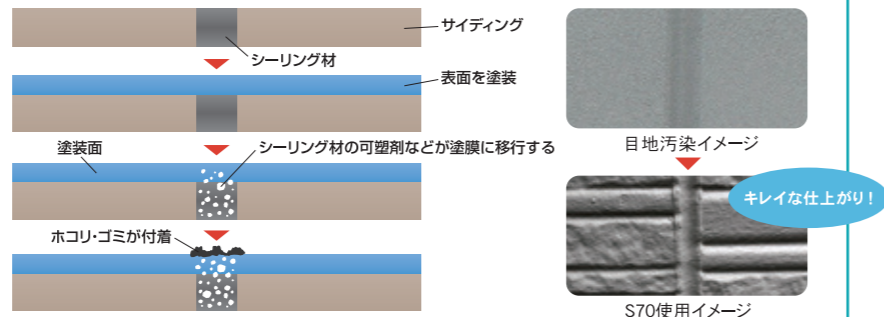 サイディング
シーリング材
表面を塗装
塗装面
シーリング材の可塑剤などが塗膜に移行する
ホコリ・ゴミが付着
目地汚染イメージ
キレイな仕上がり!
S70使用イメージ